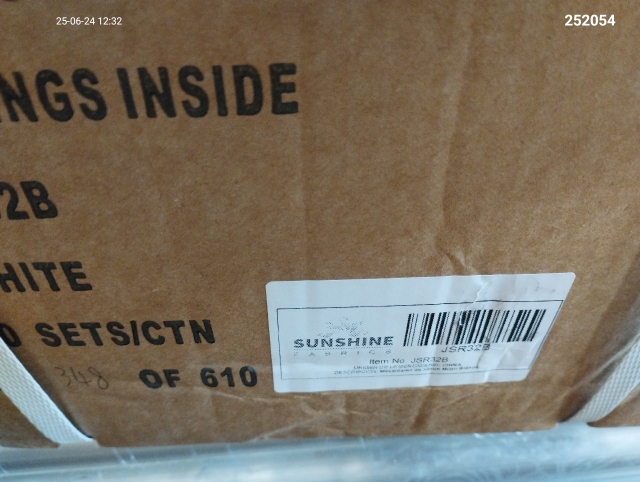 25-06-24 12:32
252054
NGS INSIDE
2B
HITE
0 SETS/CTN
348 OF 610
SUNSHINE
FABRICS
JSR32B
Item No. JSR32B